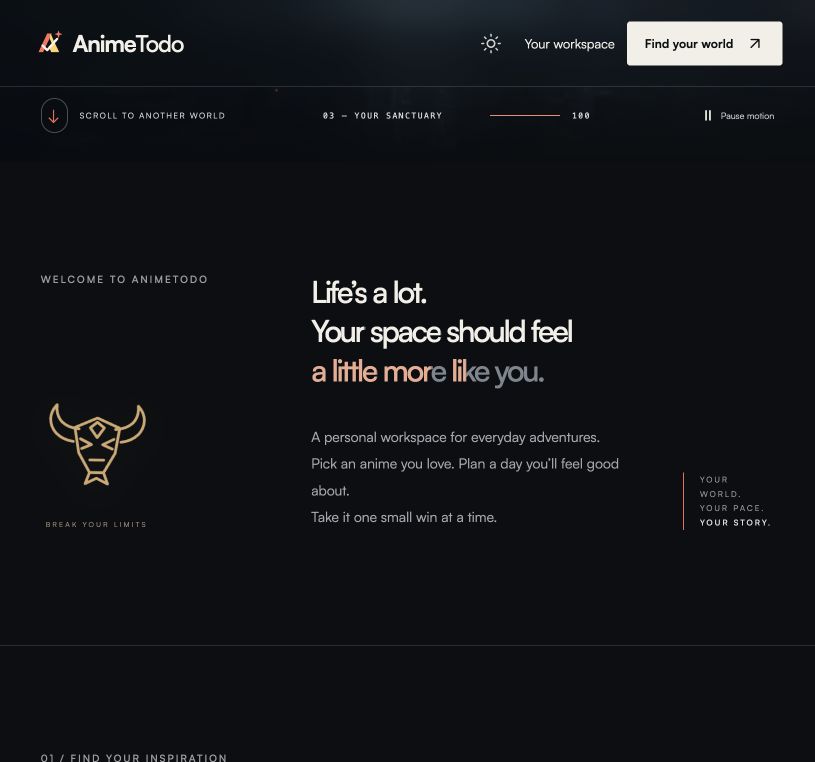 AnimeTodo
Your workspace
Find your world
SCROLL TO ANOTHER WORLD
03 — YOUR SANCTUARY
100
Pause motion
WELCOME TO ANIMETODO
Life’s a lot.
Your space should feel
a little more like you.
BREAK YOUR LIMITS
A personal workspace for everyday adventures.
Pick an anime you love. Plan a day you’ll feel good
about.
Take it one small win at a time.
YOUR
WORLD.
YOUR PACE.
YOUR STORY.
01 / FIND YOUR INSPIRATION